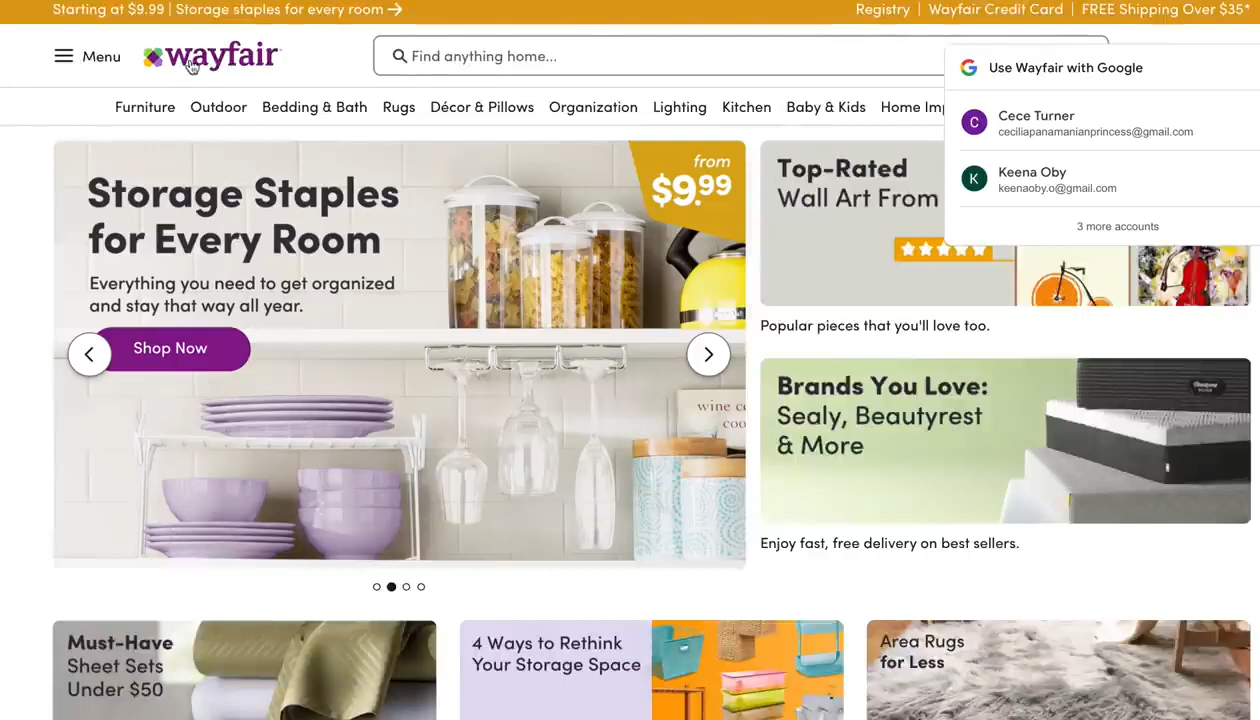 Starting at $9.99 | Storage staples for every room
Registry | Wayfair Credit Card | FREE Shipping Over $35*
Menu
wayfair
Find anything home...
Use Wayfair with Google
Furniture Outdoor Bedding & Bath Rugs Décor & Pillows Organization Lighting Kitchen Baby & Kids Home Imp
C
Cece Turner
ceciliapanamanianprincess@gmail.com
K
Keena Oby
keenaoby.o@gmail.com
3 more accounts
Storage Staples
for Every Room
Everything you need to get organized
and stay that way all year.
Shop Now
from
$9.99
wine
Top-Rated
Wall Art From
Popular pieces that you'll love too.
Brands You Love:
Sealy, Beautyrest
& More
Enjoy fast, free delivery on best sellers.
Must-Have
Sheet Sets
Under $50
4 Ways to Rethink
Your Storage Space
Area Rugs
for Less